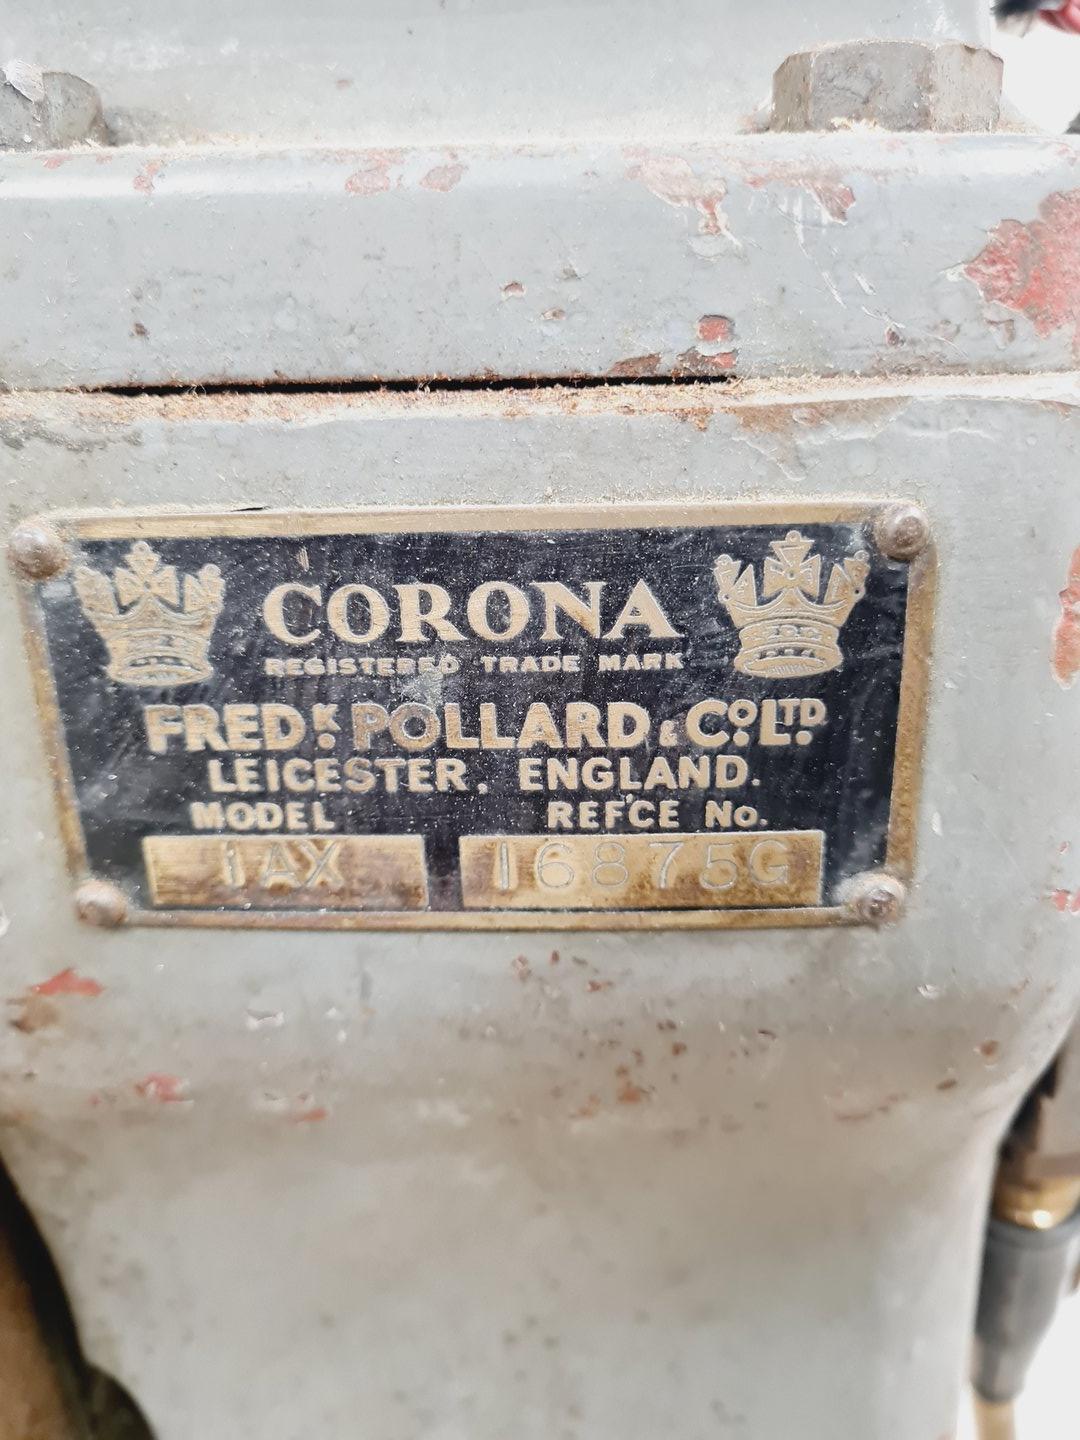 CORONA
REGISTERED TRADE MARK
FREDK. POLLARD & Co. LTD.
LEICESTER, ENGLAND.
MODEL REF'CE No.
1AX 16875G